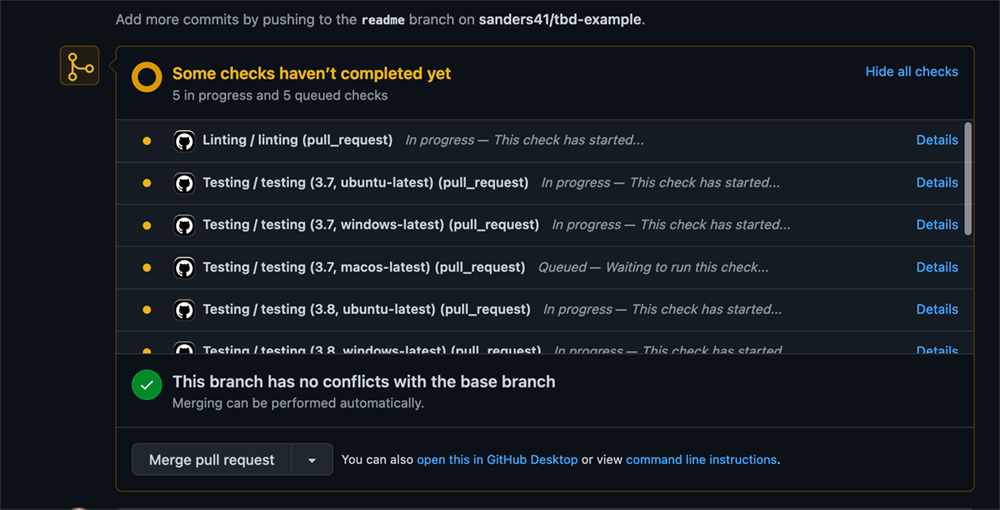 Add more commits by pushing to the readme branch on sanders41/tbd-example.
Some checks haven’t completed yet
Hide all checks
5 in progress and 5 queued checks
Linting / linting (pull_request) In progress — This check has started... Details
Testing / testing (3.7, ubuntu-latest) (pull_request) In progress — This check has started... Details
Testing / testing (3.7, windows-latest) (pull_request) In progress — This check has started... Details
Testing / testing (3.7, macos-latest) (pull_request) Queued — Waiting to run this check... Details
Testing / testing (3.8, ubuntu-latest) (pull_request) In progress — This check has started... Details
Testing / testing (3.8, windows-latest) (pull_request) In progress — This check has started... Details
This branch has no conflicts with the base branch
Merging can be performed automatically.
Merge pull request You can also open this in GitHub Desktop or view command line instructions.